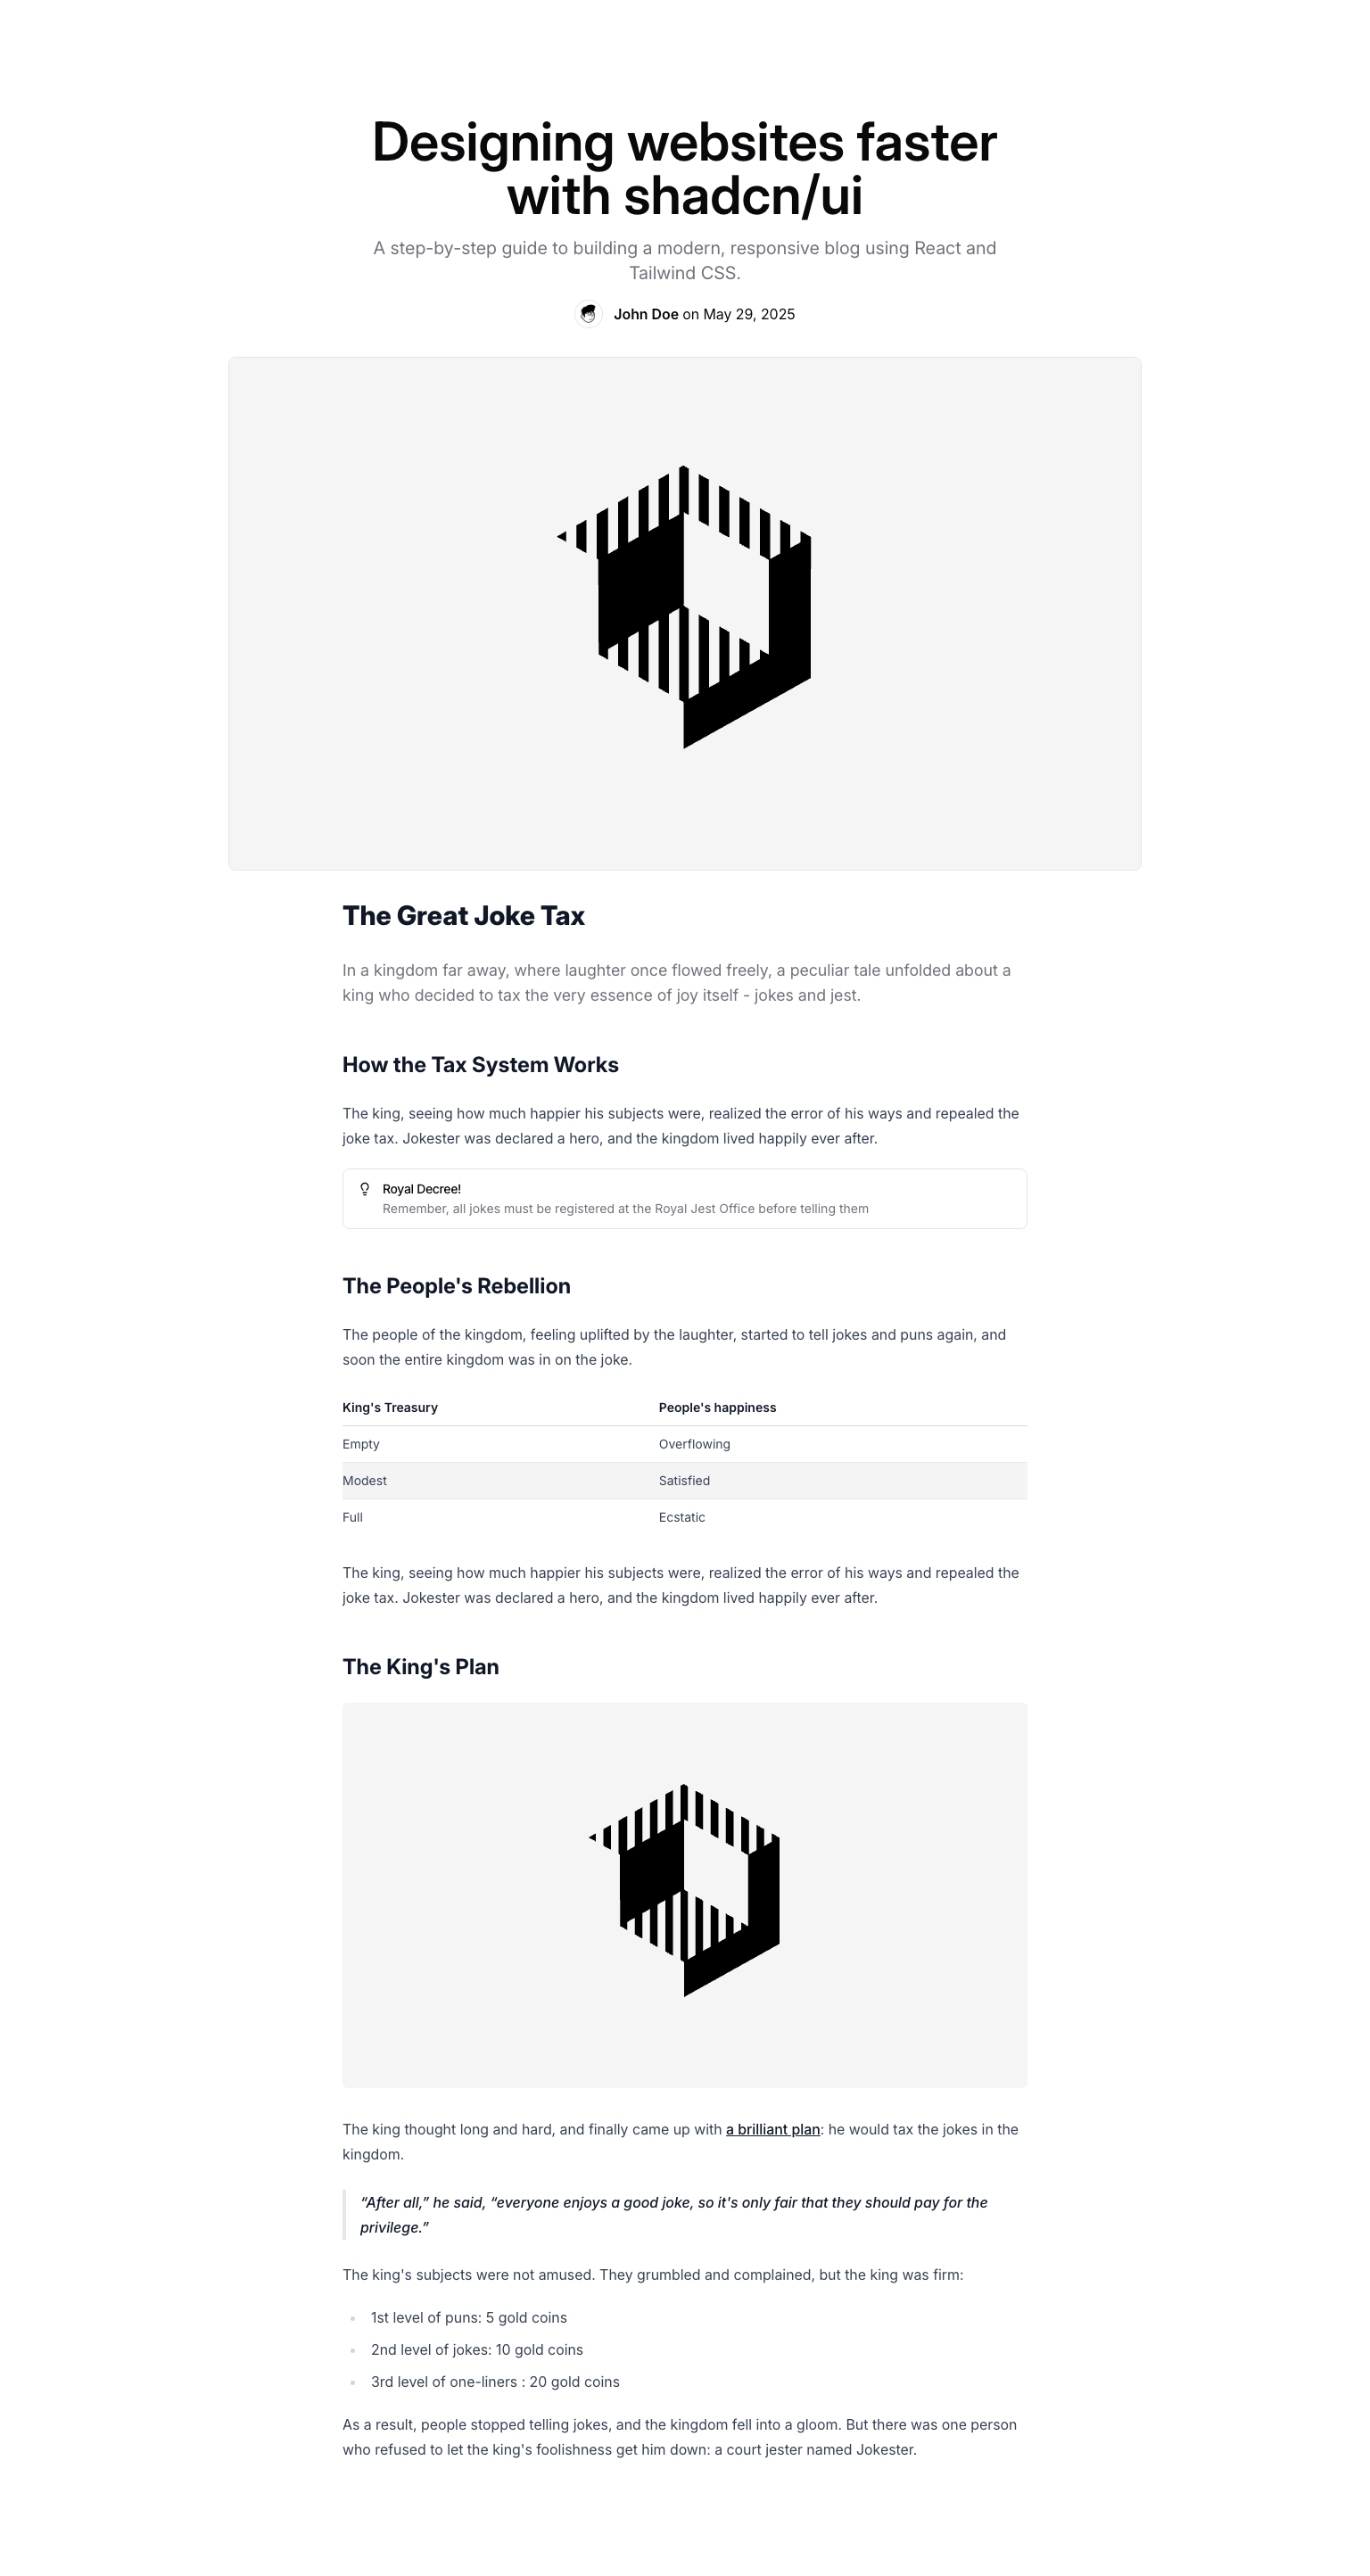 Designing websites faster
with shadcn/ui
A step-by-step guide to building a modern, responsive blog using React and
Tailwind CSS.
John Doe on May 29, 2025
The Great Joke Tax
In a kingdom far away, where laughter once flowed freely, a peculiar tale unfolded about a
king who decided to tax the very essence of joy itself - jokes and jest.
How the Tax System Works
The king, seeing how much happier his subjects were, realized the error of his ways and repealed the
joke tax. Jokester was declared a hero, and the kingdom lived happily ever after.
Royal Decree!
Remember, all jokes must be registered at the Royal Jest Office before telling them
The People's Rebellion
The people of the kingdom, feeling uplifted by the laughter, started to tell jokes and puns again, and
soon the entire kingdom was in on the joke.
King's Treasury People's happiness
Empty Overflowing
Modest Satisfied
Full Ecstatic
The king, seeing how much happier his subjects were, realized the error of his ways and repealed the
joke tax. Jokester was declared a hero, and the kingdom lived happily ever after.
The King's Plan
The king thought long and hard, and finally came up with a brilliant plan: he would tax the jokes in the
kingdom.
“After all,” he said, “everyone enjoys a good joke, so it's only fair that they should pay for the
privilege.”
The king's subjects were not amused. They grumbled and complained, but the king was firm:
1st level of puns: 5 gold coins
2nd level of jokes: 10 gold coins
3rd level of one-liners : 20 gold coins
As a result, people stopped telling jokes, and the kingdom fell into a gloom. But there was one person
who refused to let the king's foolishness get him down: a court jester named Jokester.